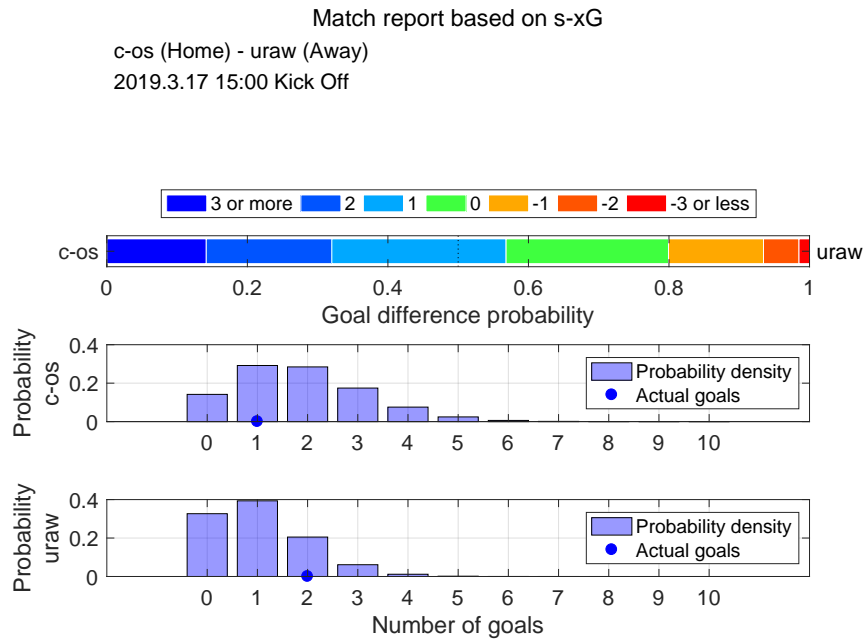 Match report based on s-xG
c-os (Home) - uraw (Away)
2019.3.17 15:00 Kick Off
3 or more 2 1 0 -1 -2 -3 or less
c-os uraw
0 0.2 0.4 0.6 0.8 1
Goal difference probability
Probability
c-os
0.4
0.2
0
Probability density
Actual goals
0 1 2 3 4 5 6 7 8 9 10
Probability
uraw
0.4
0.2
0
Probability density
Actual goals
0 1 2 3 4 5 6 7 8 9 10
Number of goals